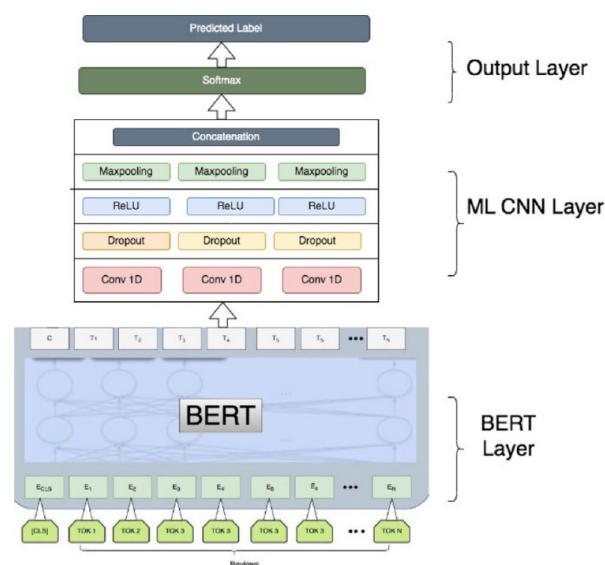 Predicted Label
Softmax
Output Layer
Concatenation
Maxpooling Maxpooling Maxpooling
ReLU ReLU ReLU
ML CNN Layer
Dropout Dropout Dropout
Conv 1D Conv 1D Conv 1D
C T1 T2 T3 T4 T5 T5 ••• TN
BERT
BERT
Layer
ECLS E1 E2 E3 E4 E5 E6 ••• EN
[CLS] TOK 1 TOK 2 TOK 3 TOK 3 TOK 3 TOK 3 ••• TOK N
Reviews